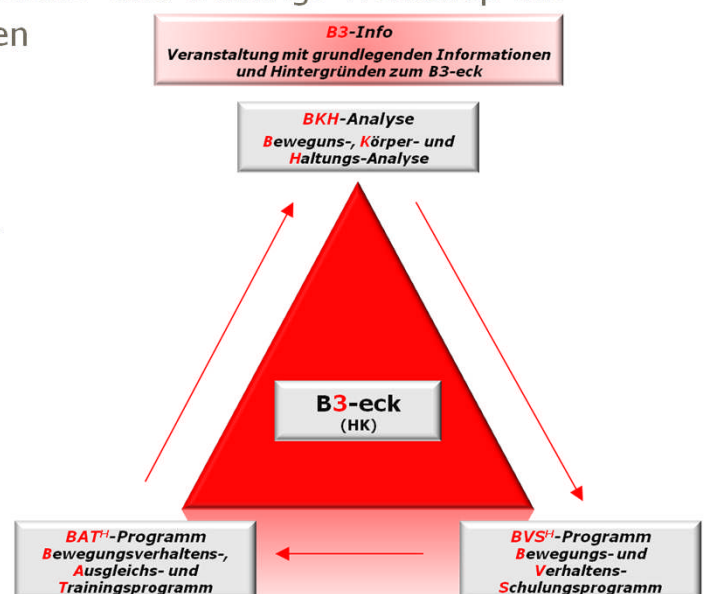 en
B3-Info
Veranstaltung mit grundlegenden Informationen
und Hintergründen zum B3-eck
BKH-Analyse
Beweguns-, Körper- und
Haltungs-Analyse
B3-eck
(HK)
BATH-Programm
Bewegungsverhaltens-,
Ausgleichs- und
Trainingsprogramm
BVSH-Programm
Bewegungs- und
Verhaltens-
Schulungsprogramm